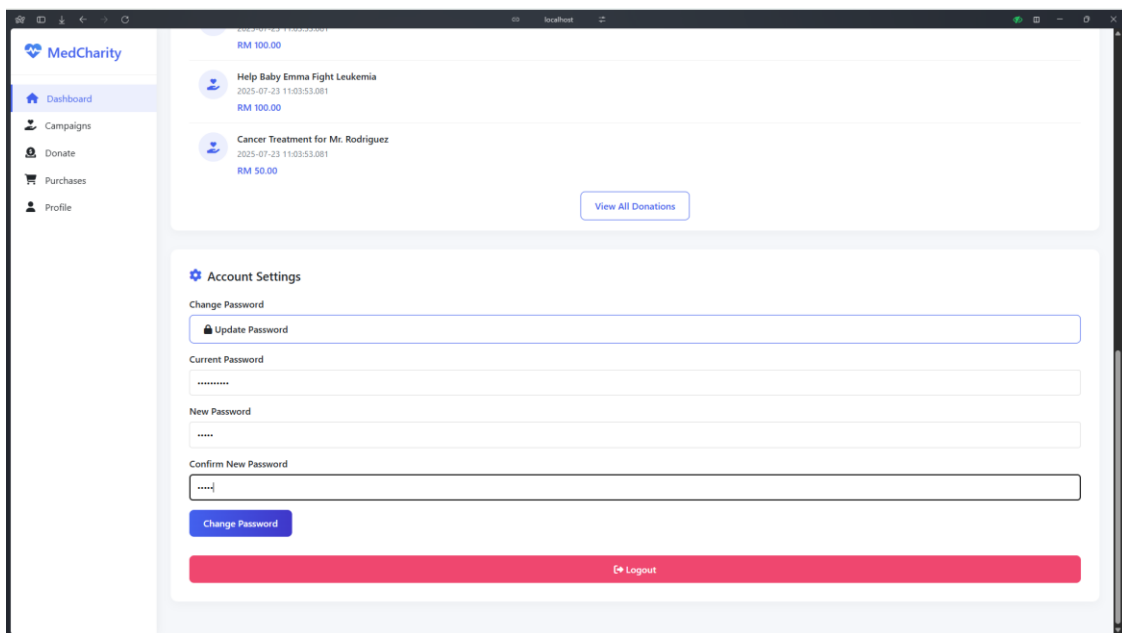 localhost
MedCharity
Dashboard
Campaigns
Donate
Purchases
Profile
RM 100.00
Help Baby Emma Fight Leukemia
2025-07-23 11:03:53.081
RM 100.00
Cancer Treatment for Mr. Rodriguez
2025-07-23 11:03:53.081
RM 50.00
View All Donations
Account Settings
Change Password
Update Password
Current Password
New Password
Confirm New Password
Change Password
Logout